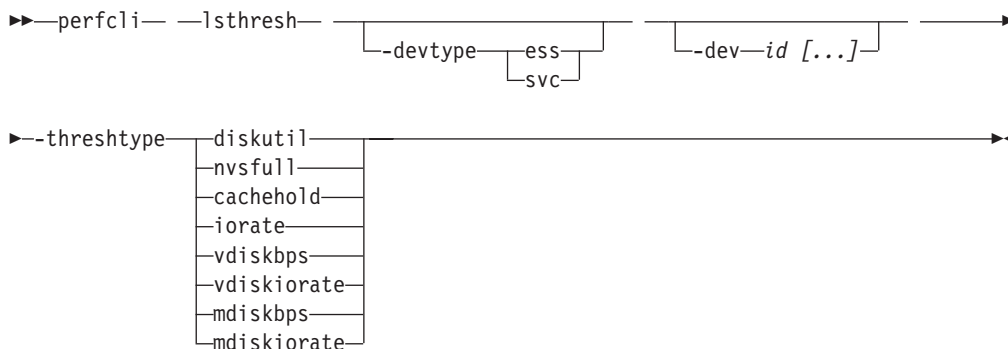 perfcli lsthresh
-devtype ess -dev id [...]
svc
-threshtype diskutil
nvsfull
cachehold
iorate
vdiskbps
vdiskiorate
mdiskbps
mdiskiorate